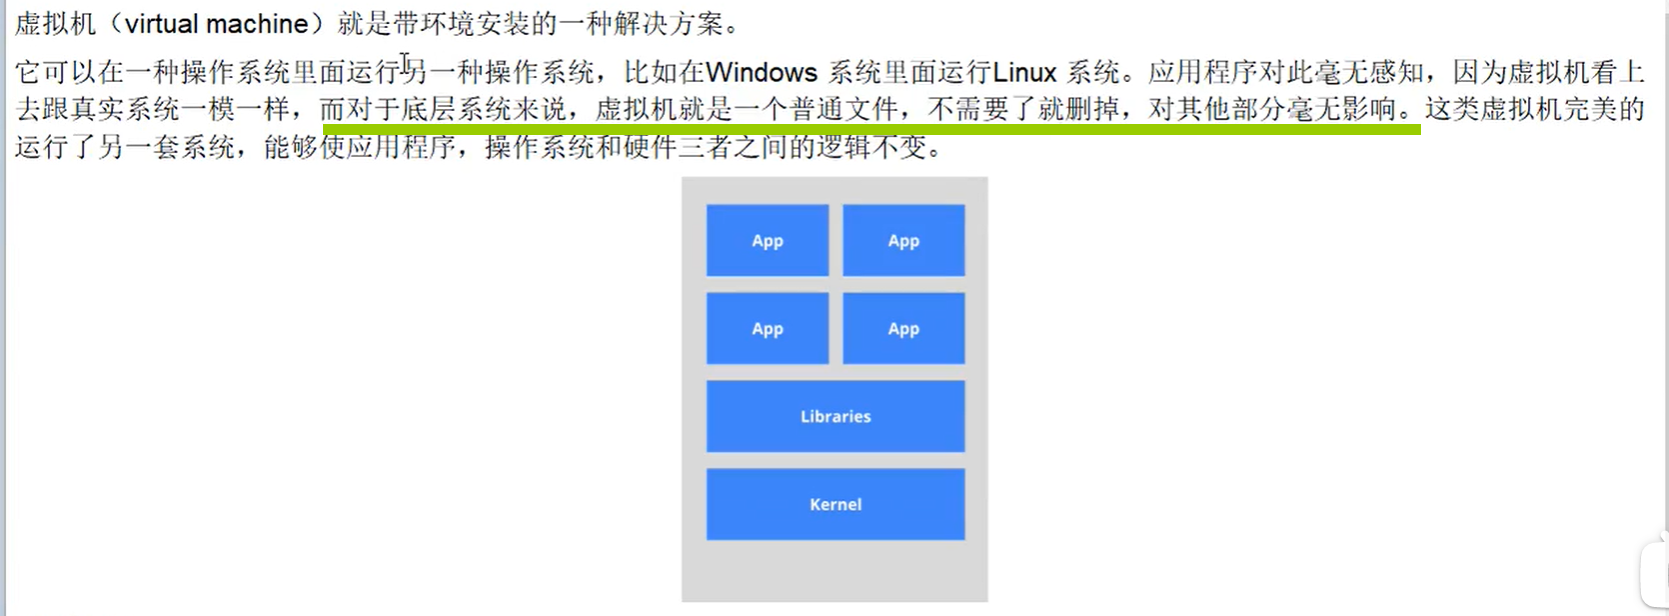 虚拟机（virtual machine）就是带环境安装的一种解决方案。
它可以在一种操作系统里面运行另一种操作系统，比如在Windows 系统里面运行Linux 系统。应用程序对此毫无感知，因为虚拟机看上
去跟真实系统一模一样，而对于底层系统来说，虚拟机就是一个普通文件，不需要了就删掉，对其他部分毫无影响。这类虚拟机完美的
运行了另一套系统，能够使应用程序，操作系统和硬件三者之间的逻辑不变。
App App
App App
Libraries
Kernel